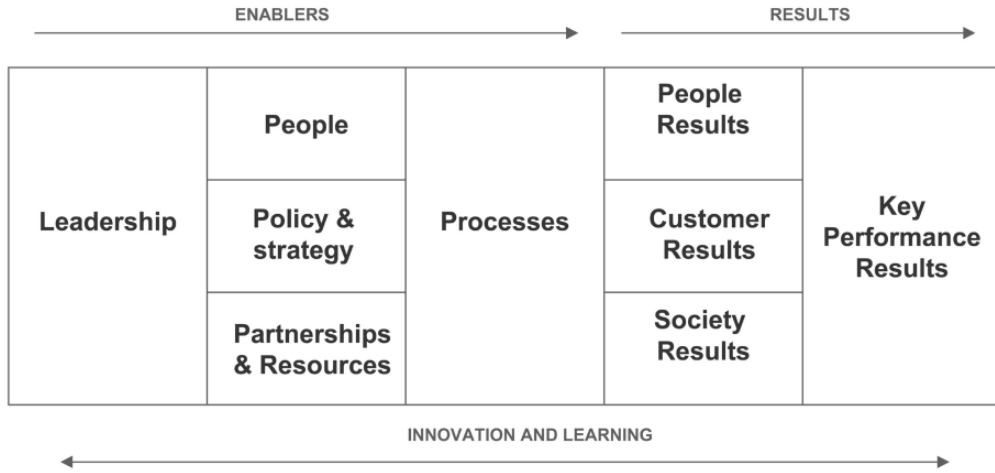 ENABLERS
RESULTS
Leadership
People
Policy &
strategy
Partnerships
& Resources
Processes
People
Results
Customer
Results
Society
Results
Key
Performance
Results
INNOVATION AND LEARNING